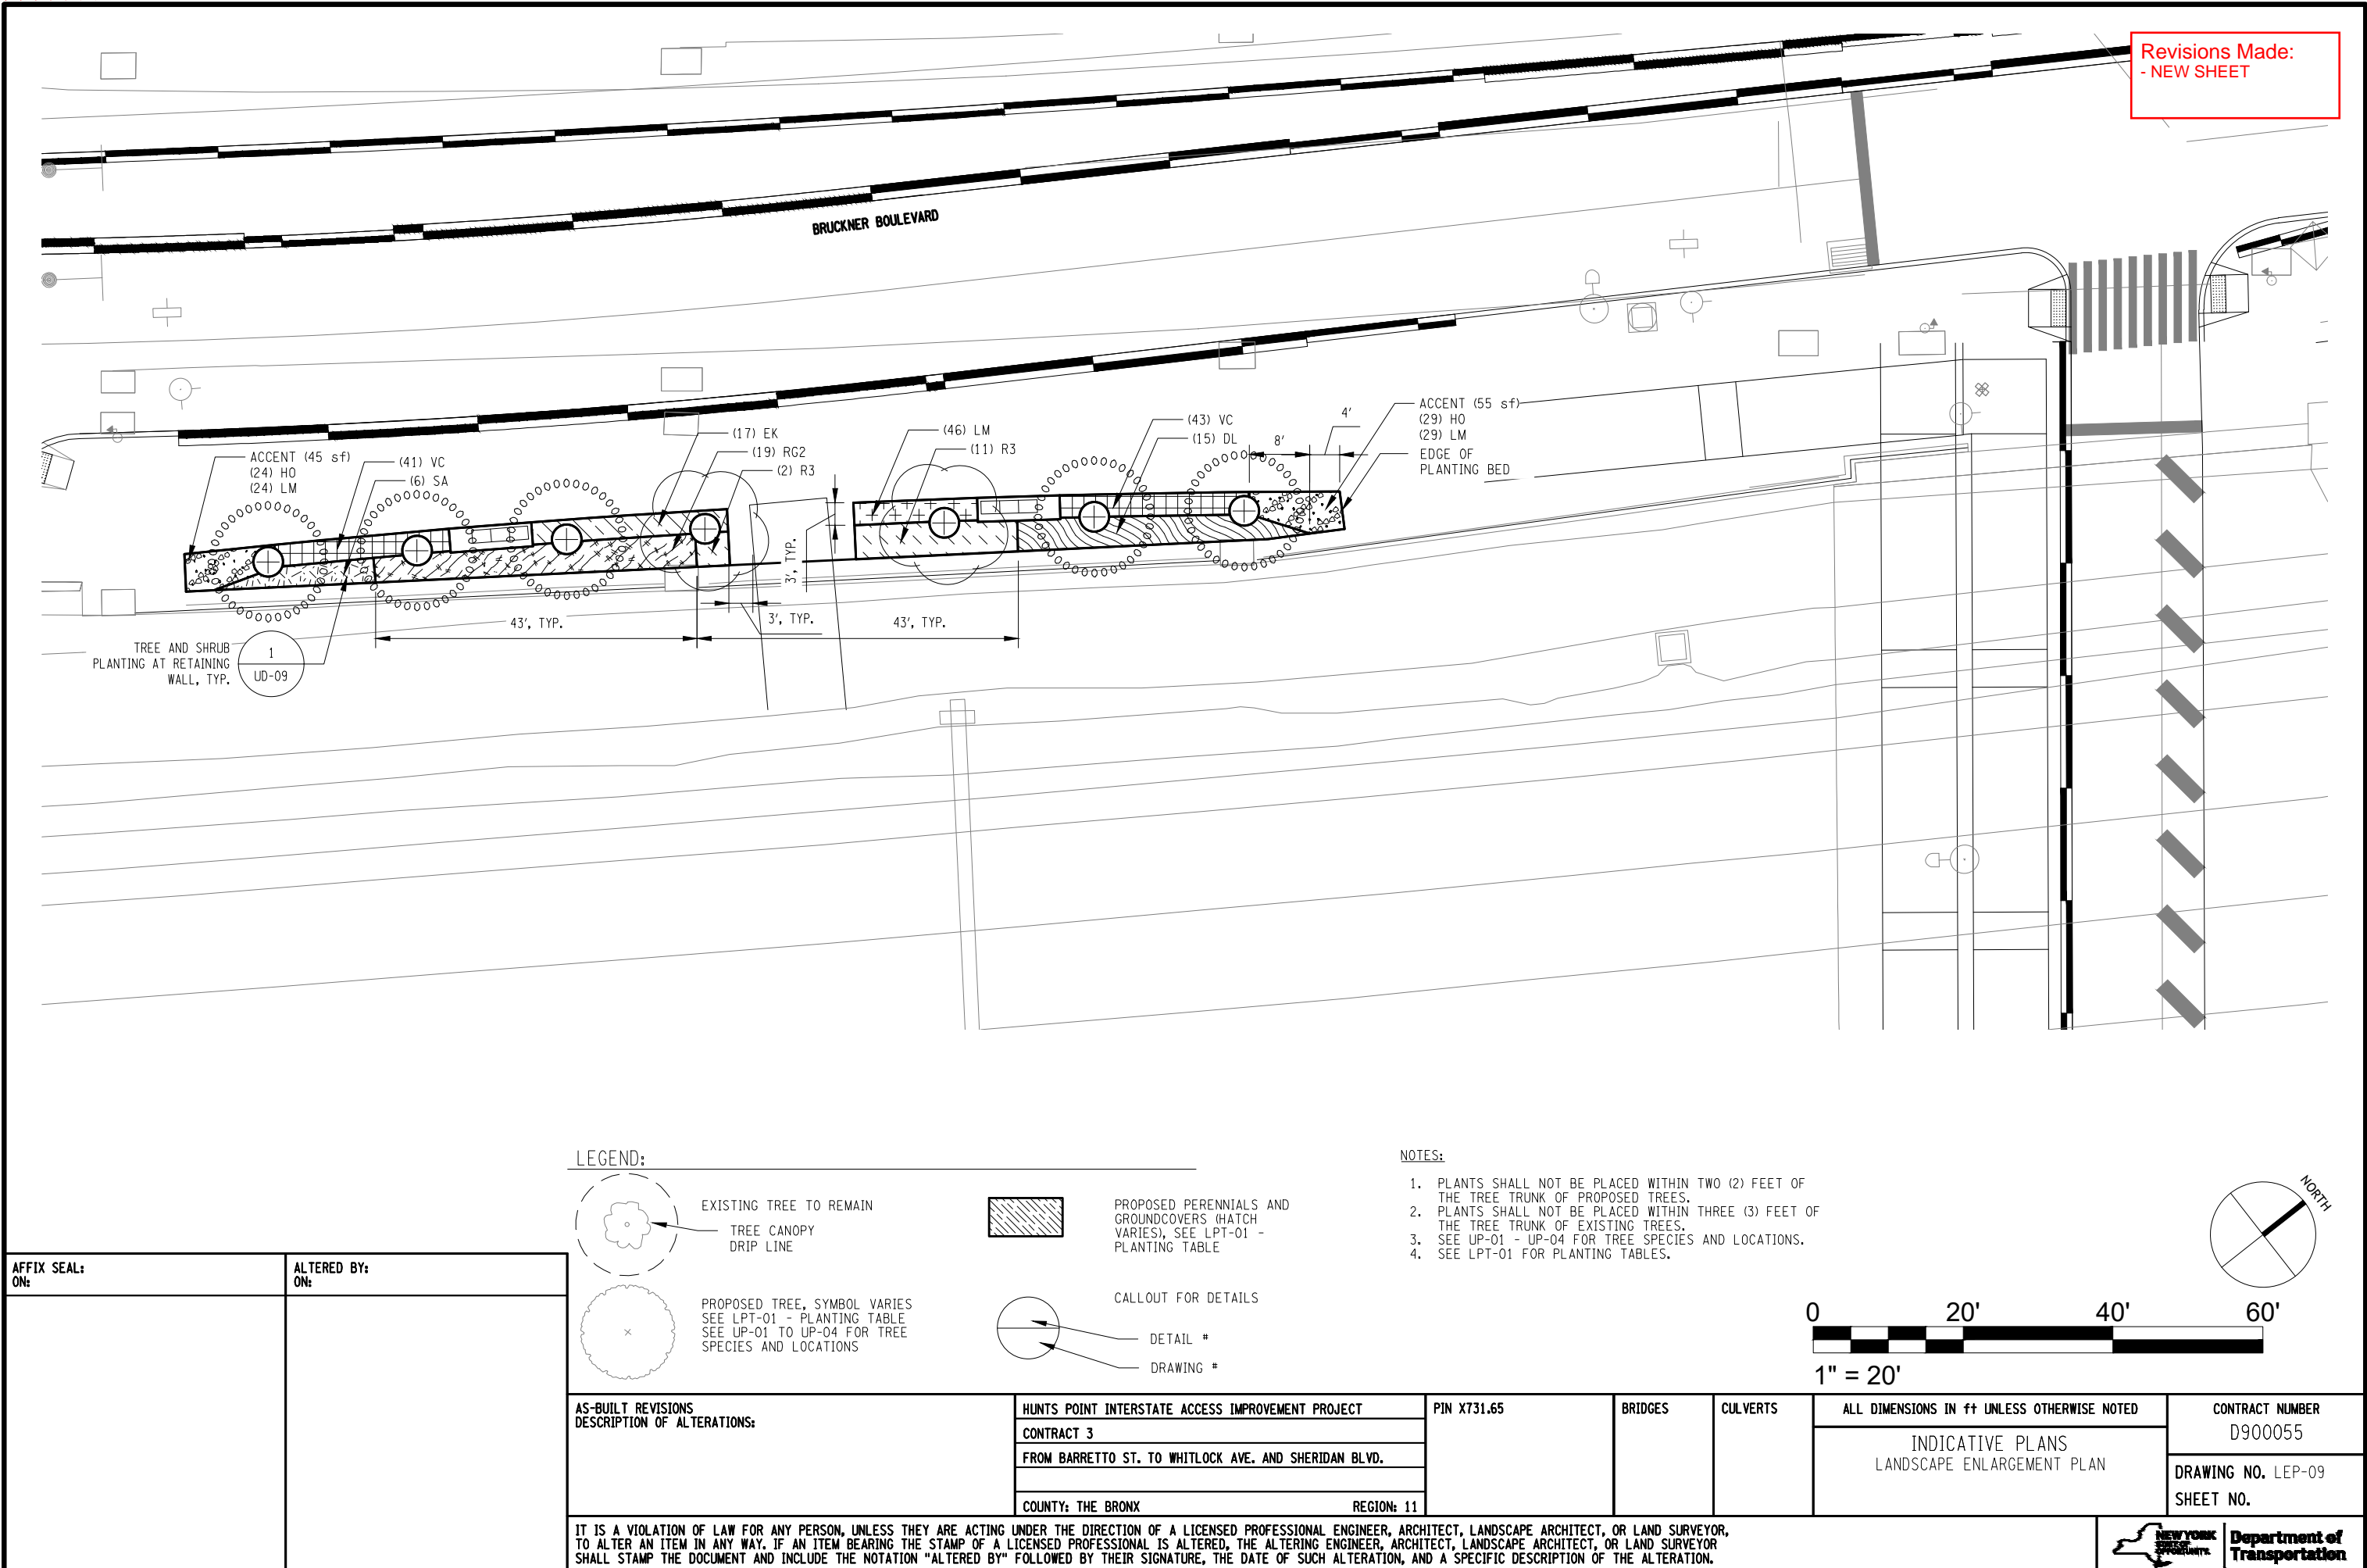 Revisions Made:
- NEW SHEET
BRUCKNER BOULEVARD
ACCENT (45 sf)
(24) HO
(24) LM
(41) VC
(6) SA
(17) EK
(19) RG2
(2) R3
(46) LM
(11) R3
(43) VC
(15) DL
8'
4'
ACCENT (55 sf)
(29) HO
(29) LM
EDGE OF
PLANTING BED
3', TYP.
3', TYP.
43', TYP.
43', TYP.
TREE AND SHRUB
PLANTING AT RETAINING
WALL, TYP.
1
UD-09
LEGEND:
EXISTING TREE TO REMAIN
TREE CANOPY
DRIP LINE
PROPOSED TREE, SYMBOL VARIES
SEE LPT-01 - PLANTING TABLE
SEE UP-01 TO UP-04 FOR TREE
SPECIES AND LOCATIONS
PROPOSED PERENNIALS AND
GROUNDCOVERS (HATCH
VARIES), SEE LPT-01 -
PLANTING TABLE
CALLOUT FOR DETAILS
DETAIL #
DRAWING #
NOTES:
1. PLANTS SHALL NOT BE PLACED WITHIN TWO (2) FEET OF
THE TREE TRUNK OF PROPOSED TREES.
2. PLANTS SHALL NOT BE PLACED WITHIN THREE (3) FEET OF
THE TREE TRUNK OF EXISTING TREES.
3. SEE UP-01 - UP-04 FOR TREE SPECIES AND LOCATIONS.
4. SEE LPT-01 FOR PLANTING TABLES.
NORTH
0 20' 40' 60'
1" = 20'
AFFIX SEAL:
ON:
ALTERED BY:
ON:
AS-BUILT REVISIONS
DESCRIPTION OF ALTERATIONS:
HUNTS POINT INTERSTATE ACCESS IMPROVEMENT PROJECT
CONTRACT 3
FROM BARRETTO ST. TO WHITLOCK AVE. AND SHERIDAN BLVD.
COUNTY: THE BRONX REGION: 11
PIN X731.65
BRIDGES
CULVERTS
ALL DIMENSIONS IN ft UNLESS OTHERWISE NOTED
INDICATIVE PLANS
LANDSCAPE ENLARGEMENT PLAN
CONTRACT NUMBER
D900055
DRAWING NO. LEP-09
SHEET NO.
IT IS A VIOLATION OF LAW FOR ANY PERSON, UNLESS THEY ARE ACTING UNDER THE DIRECTION OF A LICENSED PROFESSIONAL ENGINEER, ARCHITECT, LANDSCAPE ARCHITECT, OR LAND SURVEYOR,
TO ALTER AN ITEM IN ANY WAY. IF AN ITEM BEARING THE STAMP OF A LICENSED PROFESSIONAL IS ALTERED, THE ALTERING ENGINEER, ARCHITECT, LANDSCAPE ARCHITECT, OR LAND SURVEYOR
SHALL STAMP THE DOCUMENT AND INCLUDE THE NOTATION "ALTERED BY" FOLLOWED BY THEIR SIGNATURE, THE DATE OF SUCH ALTERATION, AND A SPECIFIC DESCRIPTION OF THE ALTERATION.
NEW YORK
STATE OF
OPPORTUNITY.
Department of
Transportation